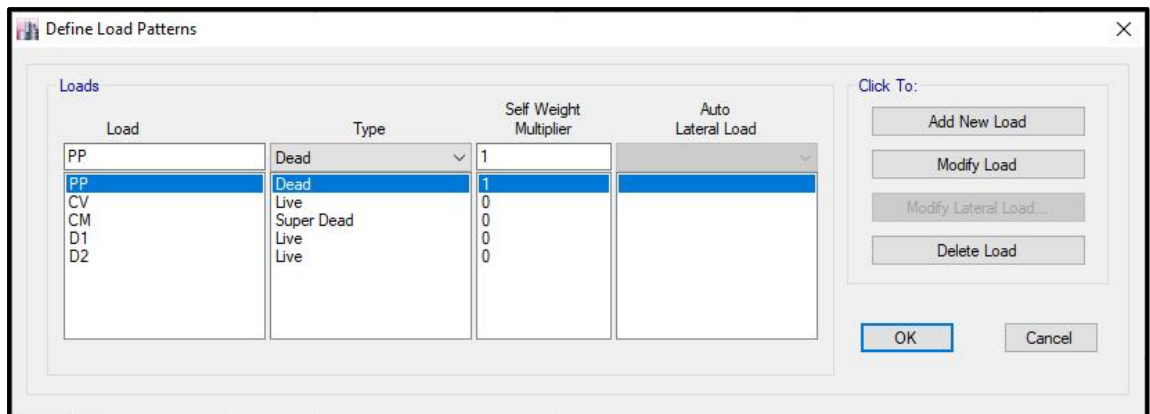 Define Load Patterns
Loads
Click To:
Load Type Self Weight Multiplier Auto Lateral Load
PP Dead 1
PP Dead 1
CV Live 0
CM Super Dead 0
D1 Live 0
D2 Live 0
Add New Load
Modify Load
Modify Lateral Load...
Delete Load
OK Cancel